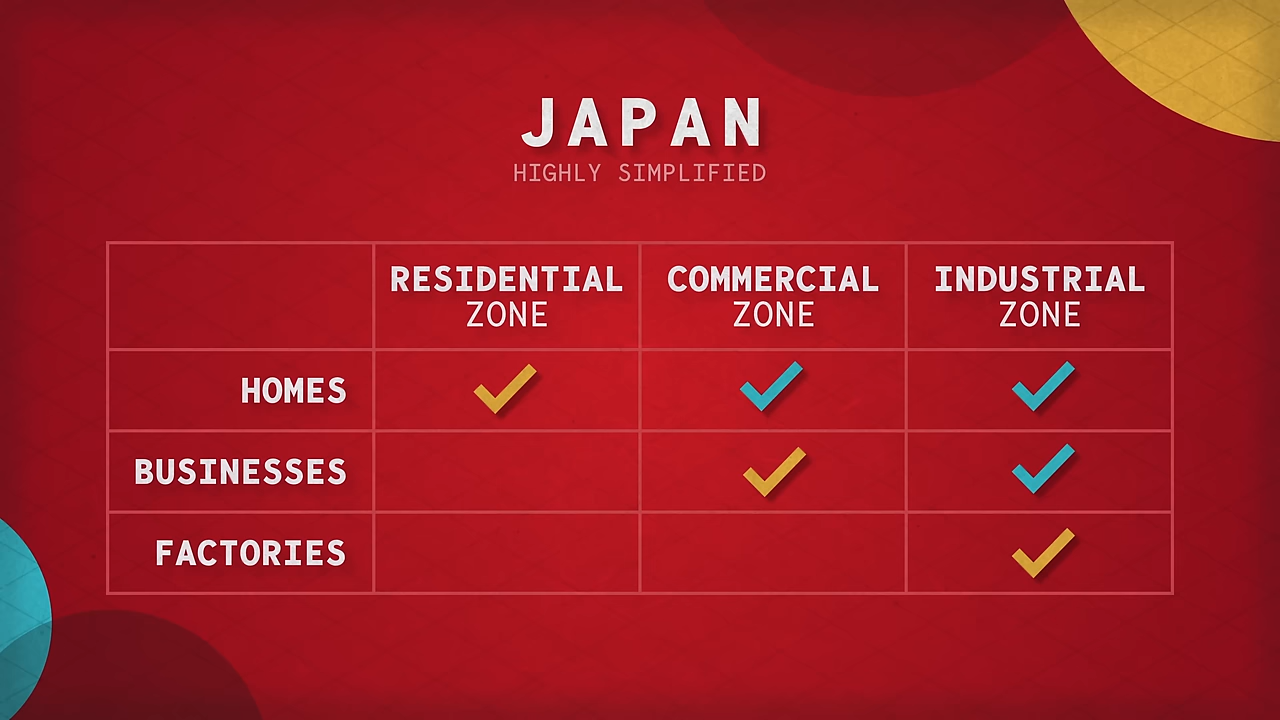 JAPAN
HIGHLY SIMPLIFIED
RESIDENTIAL ZONE
COMMERCIAL ZONE
INDUSTRIAL ZONE
HOMES
BUSINESSES
FACTORIES